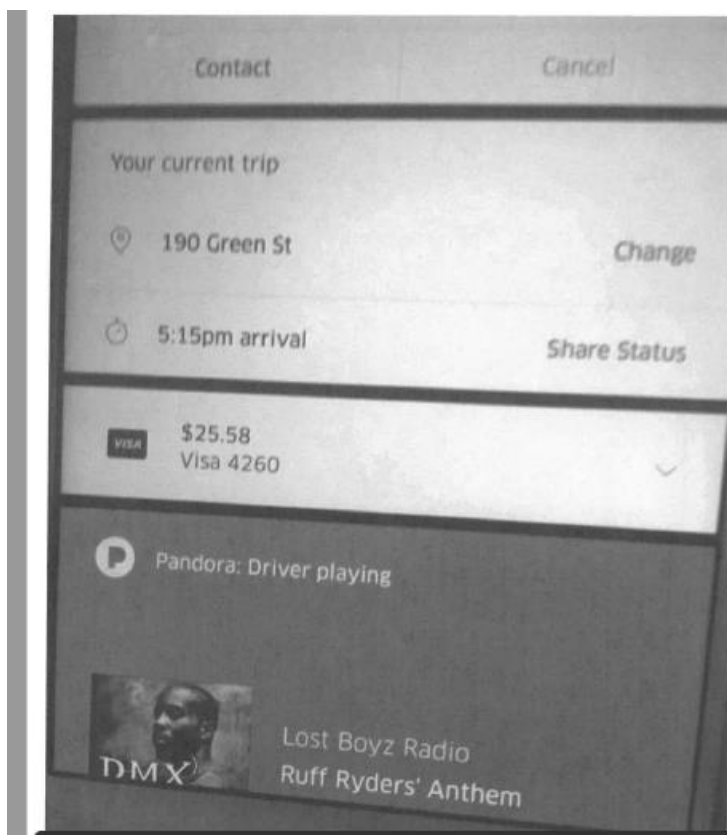 Contact Cancel
Your current trip
190 Green St Change
5:15pm arrival Share Status
VISA $25.58
Visa 4260
Pandora: Driver playing
Lost Boyz Radio
DMX Ruff Ryders' Anthem